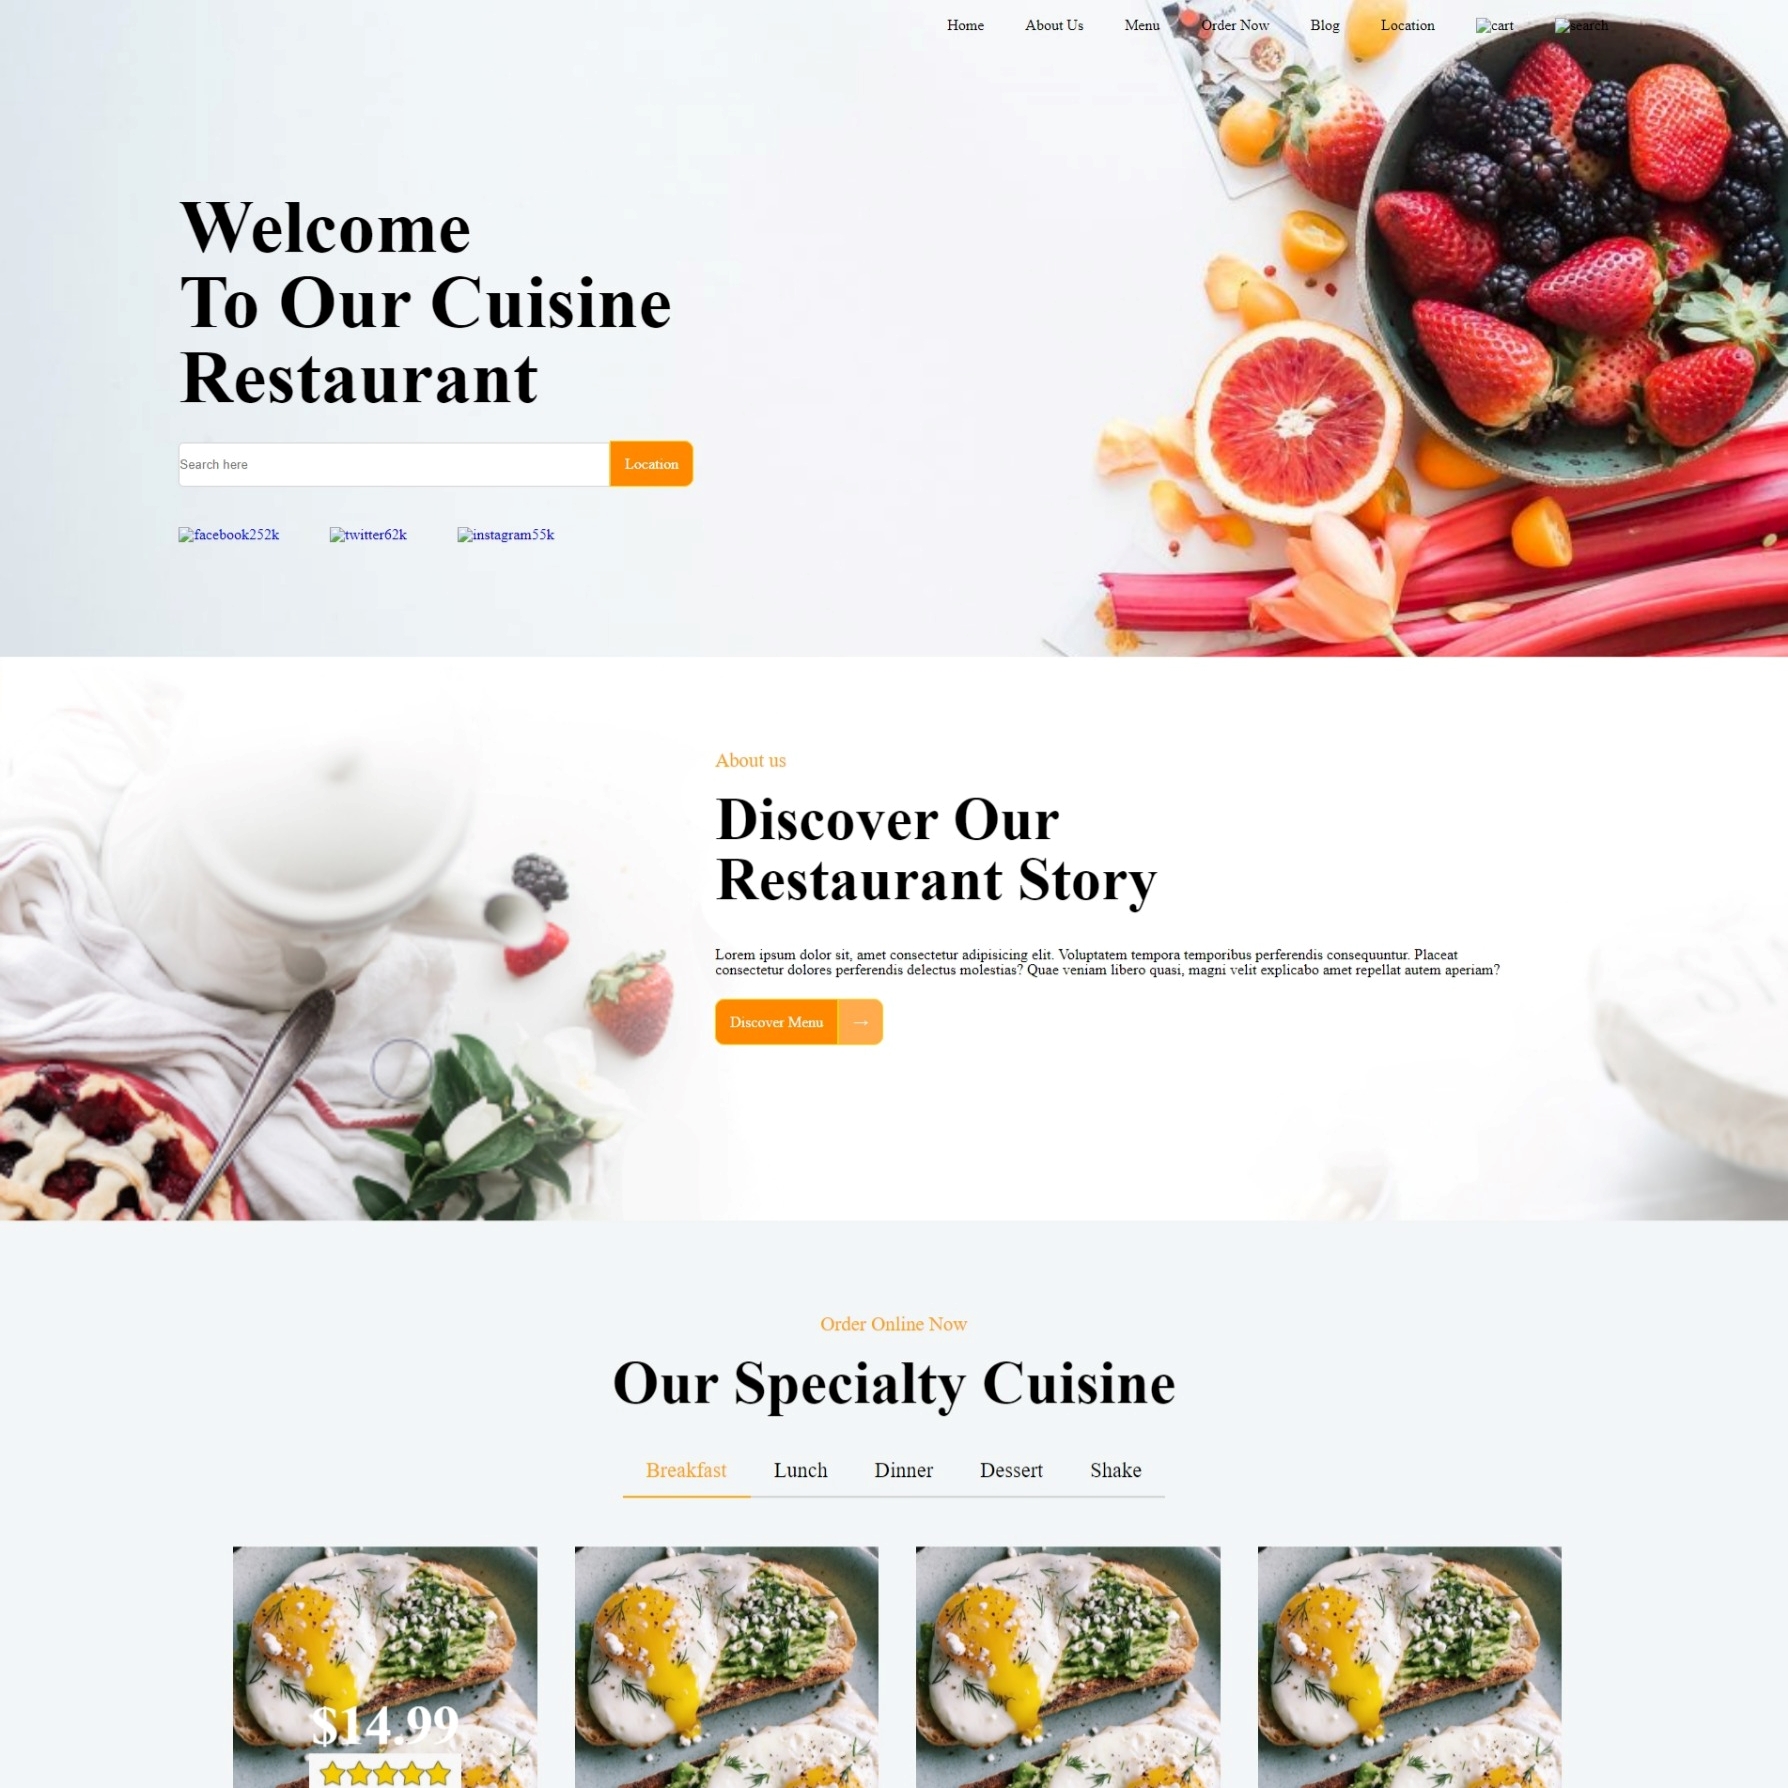 Home About Us Menu Order Now Blog Location cart search
Welcome
To Our Cuisine
Restaurant
Search here Location
facebook252k twitter62k instagram55k
About us
Discover Our
Restaurant Story
Lorem ipsum dolor sit, amet consectetur adipisicing elit. Voluptatem tempora temporibus perferendis consequuntur. Placeat
consectetur dolores perferendis delectus molestias? Quae veniam libero quasi, magni velit explicabo amet repellat autem aperiam?
Discover Menu →
Order Online Now
Our Specialty Cuisine
Breakfast Lunch Dinner Dessert Shake
$14.99